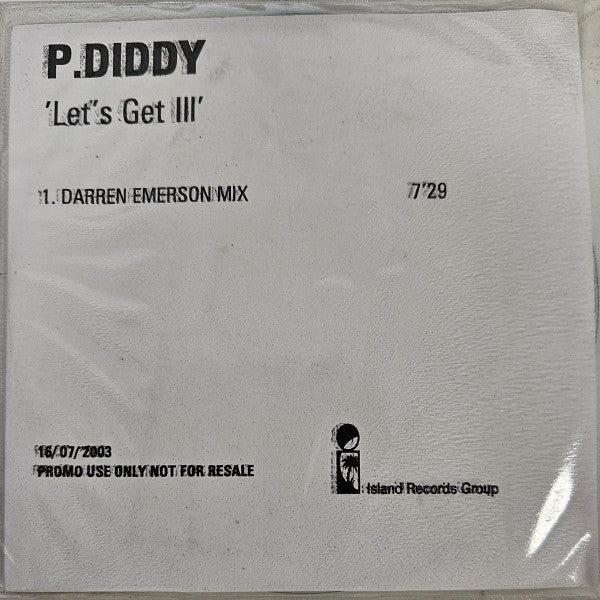 P.DIDDY
'Let's Get Ill'
1. DARREN EMERSON MIX 7'29
16/07/2003
PROMO USE ONLY NOT FOR RESALE
Island Records Group